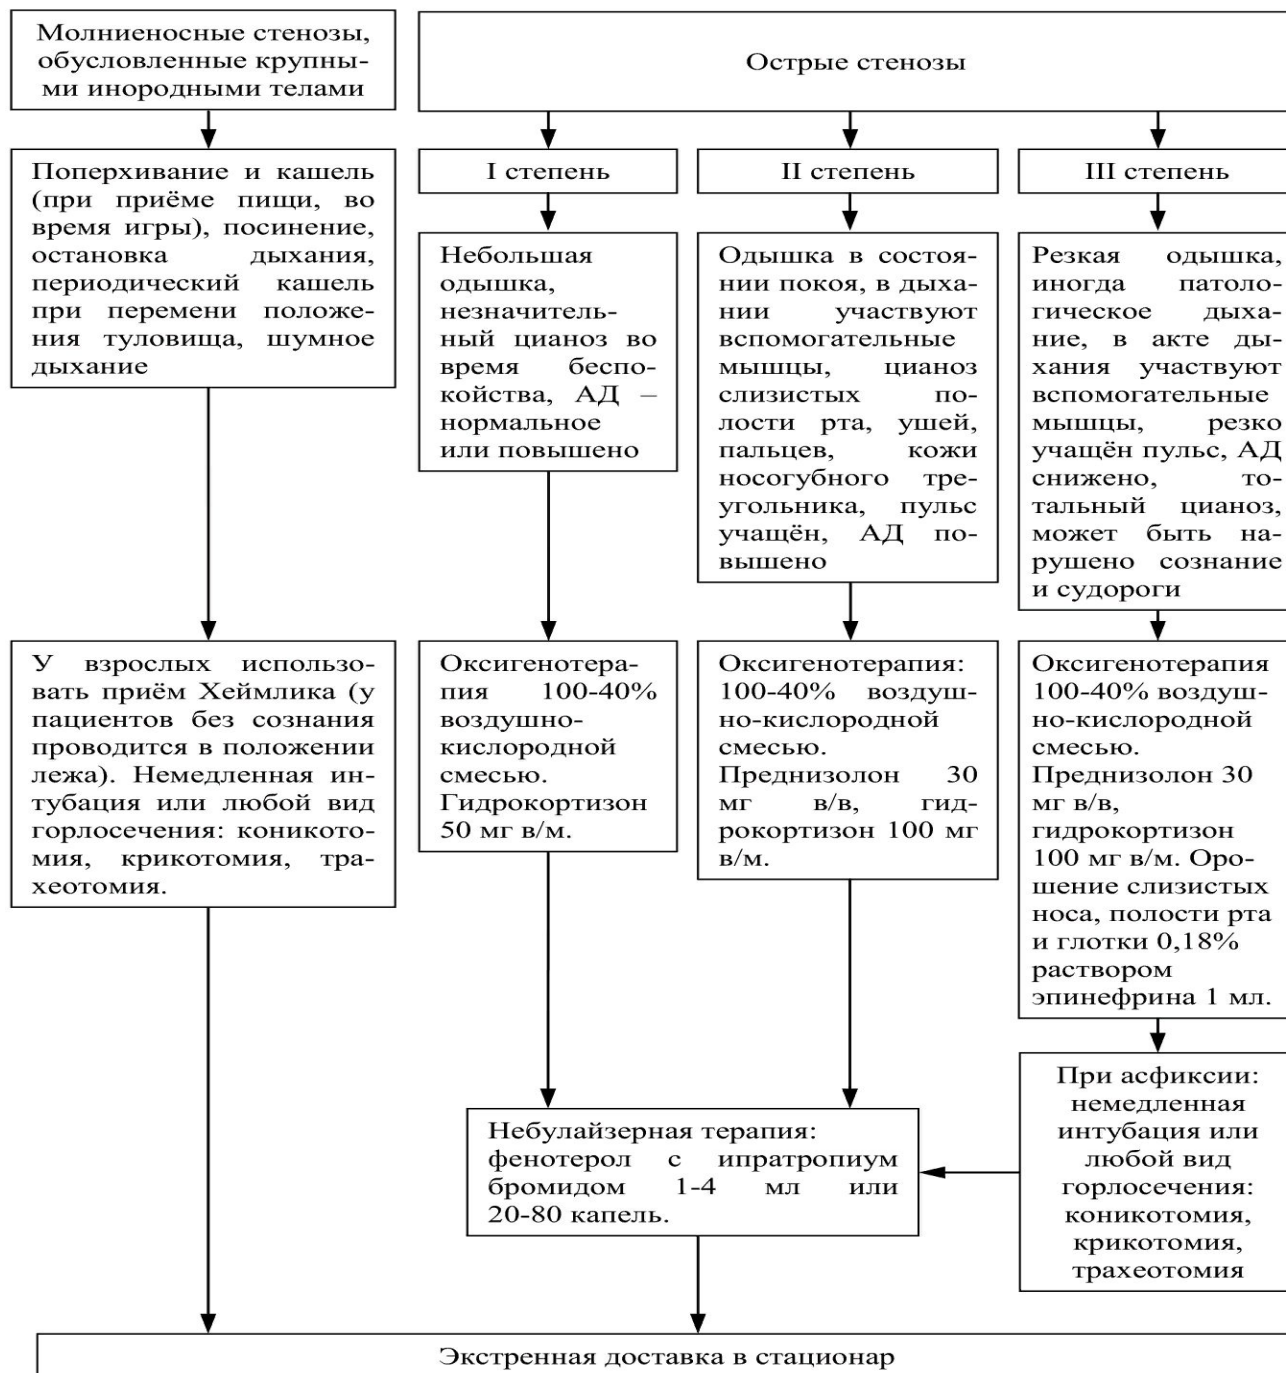 Молниеносные стенозы,
обусловленные крупны-
ми инородными телами
Острые стенозы
Поперхивание и кашель
(при приёме пищи, во
время игры), посинение,
остановка дыхания,
периодический кашель
при перемени положе-
ния туловища, шумное
дыхание
I степень
II степень
III степень
Небольшая
одышка,
незначитель-
ный цианоз во
время беспо-
койства, АД –
нормальное
или повышено
Одышка в состоя-
нии покоя, в дыха-
нии участвуют
вспомогательные
мышцы, цианоз
слизистых по-
лости рта, ушей,
пальцев, кожи
носогубного тре-
угольника, пульс
учащён, АД по-
вышено
Резкая одышка,
иногда патоло-
гическое дыха-
ние, в акте ды-
хания участвуют
вспомогательные
мышцы, резко
учащён пульс, АД
снижено, то-
тальный цианоз,
может быть на-
рушено сознание
и судороги
У взрослых использо-
вать приём Хеймлика (у
пациентов без сознания
проводится в положении
лежа). Немедленная ин-
тубация или любой вид
горлосечения: коникото-
мия, крикотомия, тра-
хеотомия.
Оксигенотера-
пия 100-40%
воздушно-
кислородной
смесью.
Гидрокортизон
50 мг в/м.
Оксигенотерапия:
100-40% воздуш-
но-кислородной
смесью.
Преднизолон 30
мг в/в, гид-
рокортизон 100 мг
в/м.
Оксигенотерапия
100-40% воздуш-
но-кислородной
смесью.
Преднизолон 30
мг в/в,
гидрокортизон
100 мг в/м. Оро-
шение слизистых
носа, полости рта
и глотки 0,18%
раствором
эпинефрина 1 мл.
При асфиксии:
немедленная
интубация или
любой вид
горлосечения:
коникотомия,
крикотомия,
трахеотомия
Небулайзерная терапия:
фенотерол с ипратропиум
бромидом 1-4 мл или
20-80 капель.
Экстренная доставка в стационар